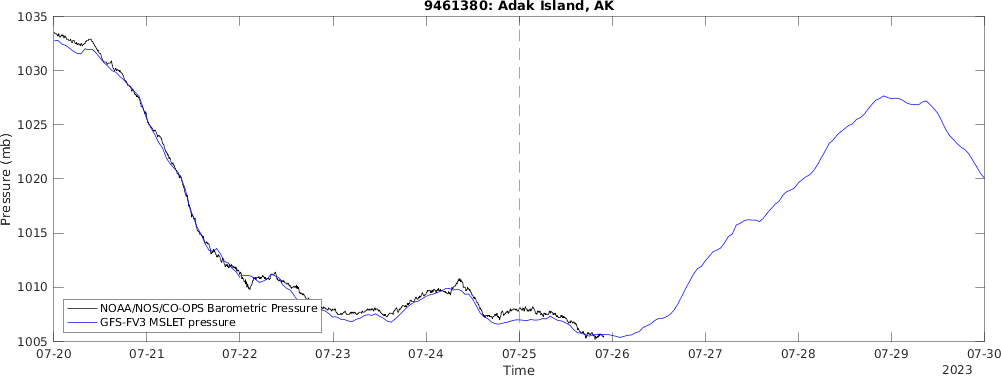 9461380: Adak Island, AK
Pressure (mb)
1035
1030
1025
1020
1015
1010
1005
NOAA/NOS/CO-OPS Barometric Pressure
GFS-FV3 MSLET pressure
07-20 07-21 07-22 07-23 07-24 07-25 07-26 07-27 07-28 07-29 07-30
Time
2023